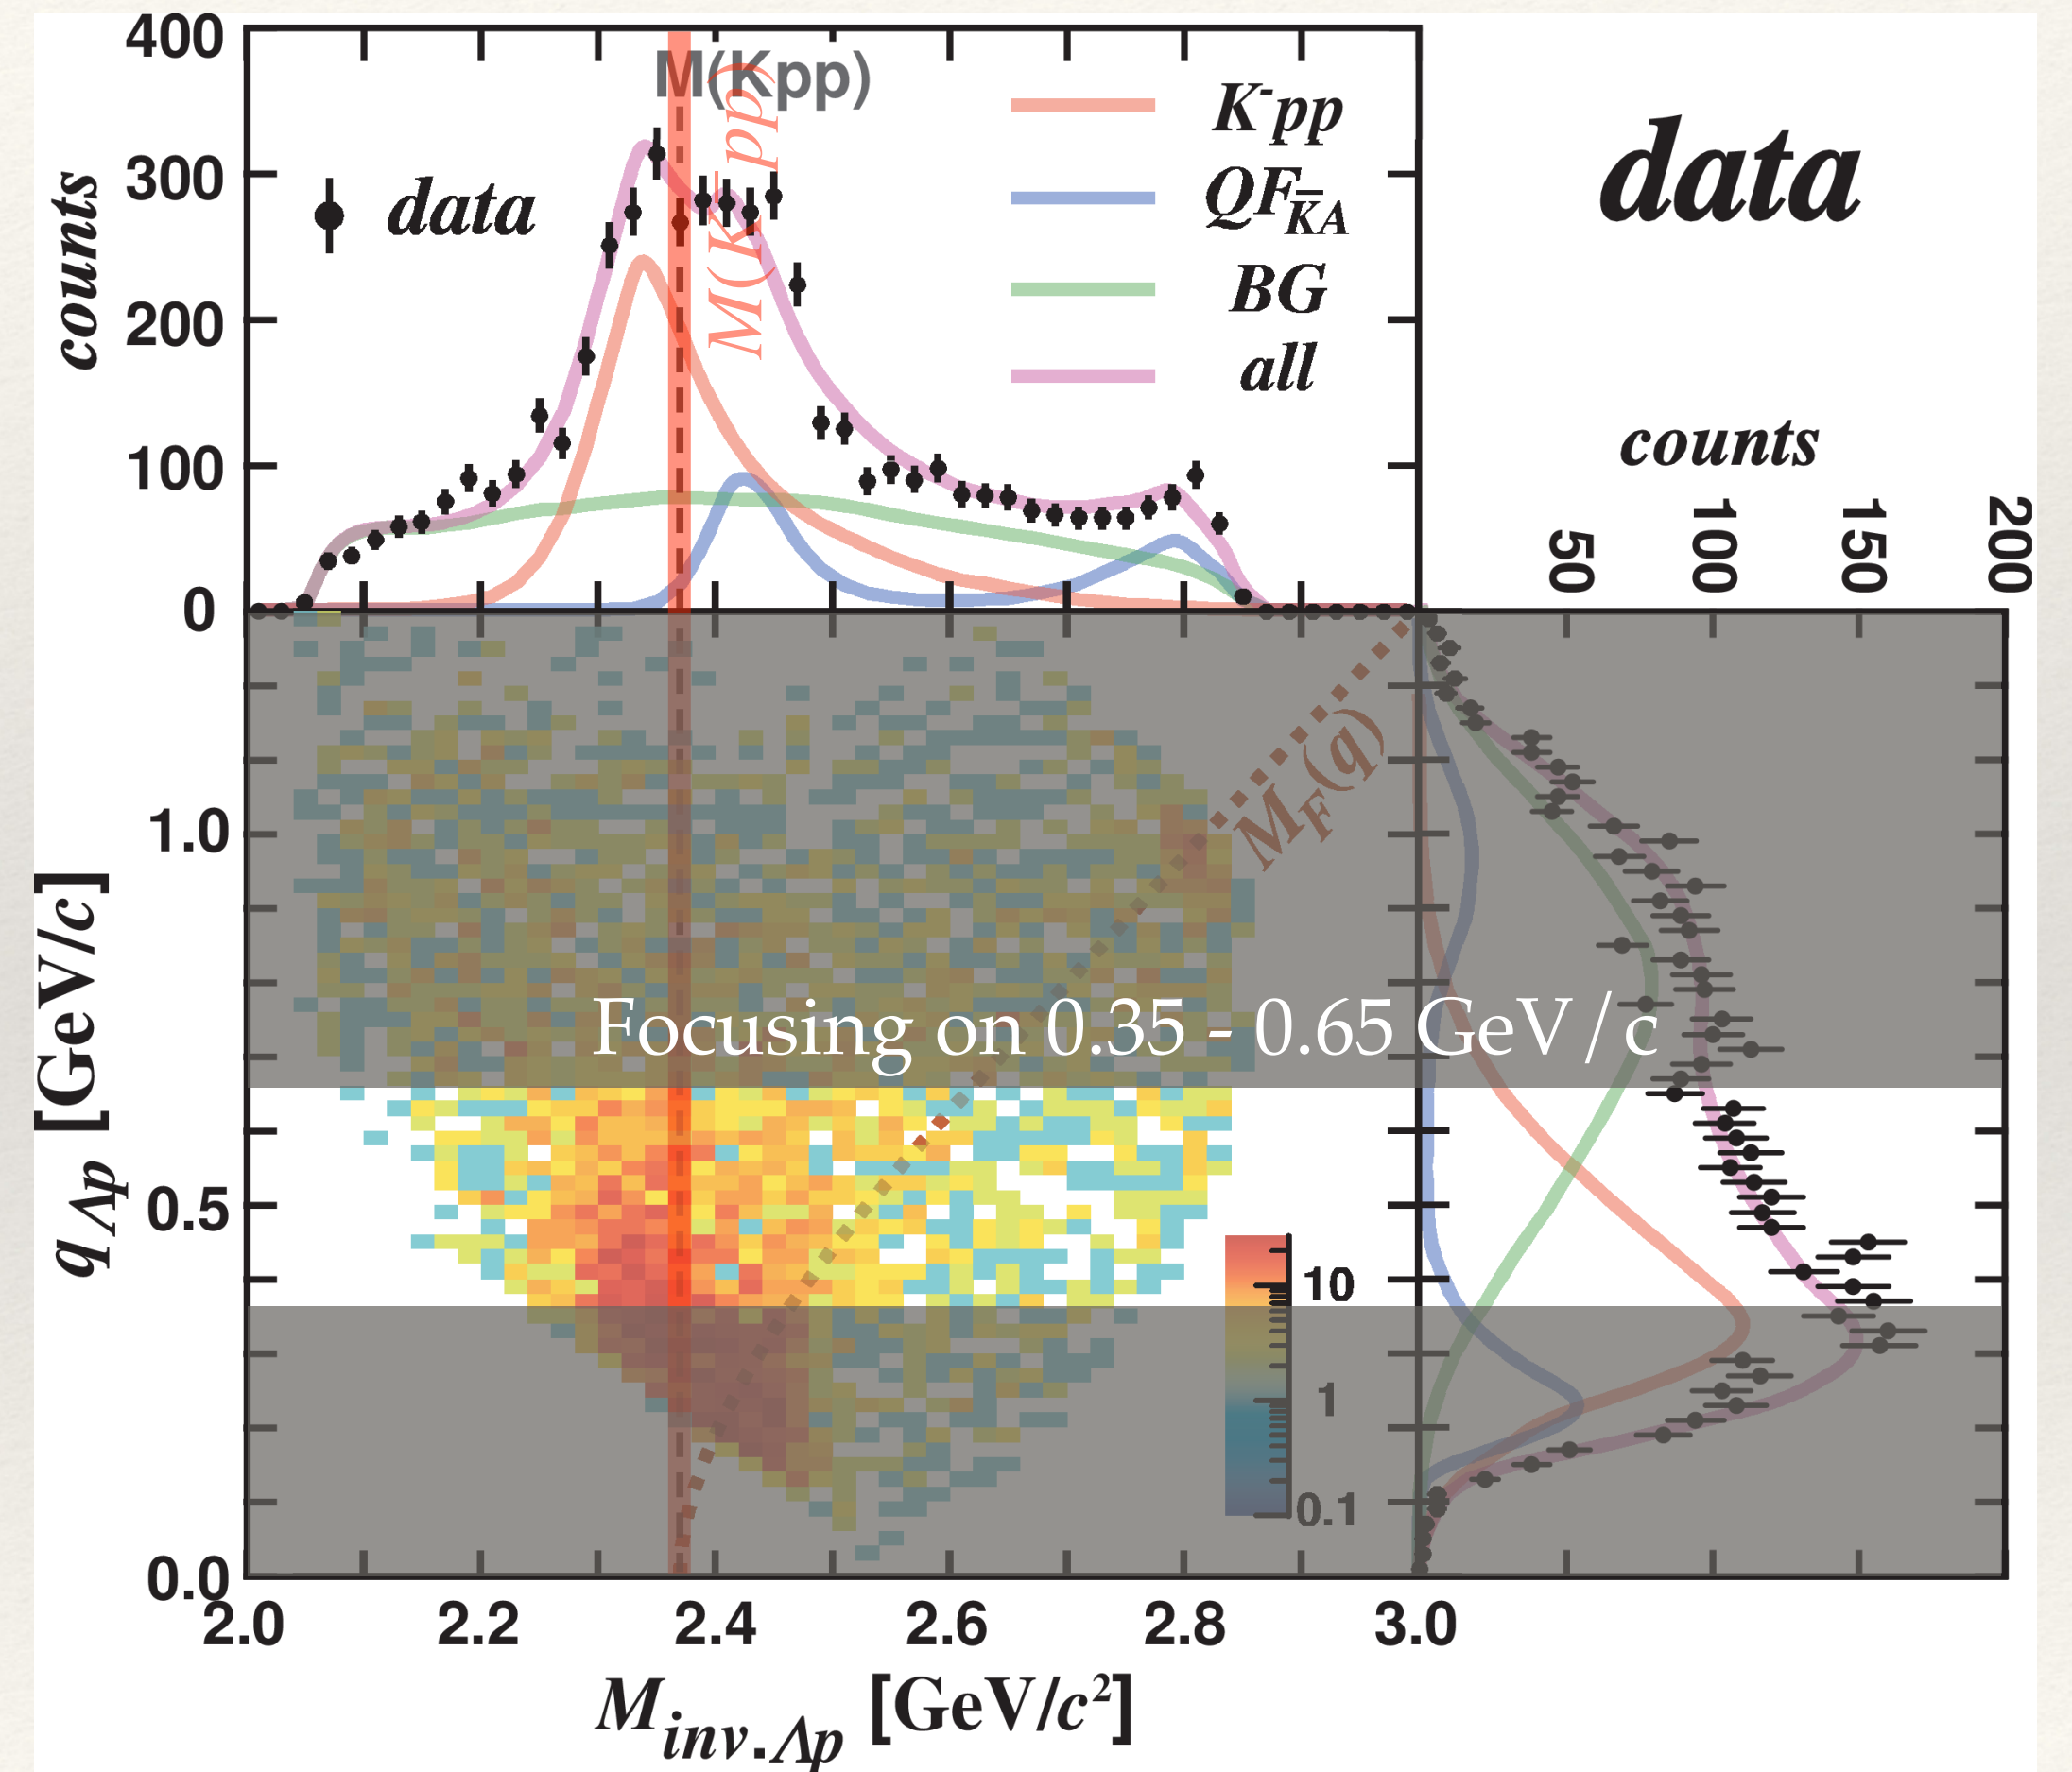 400
300
200
100
0
counts
data
M(Kpp)
M(K̅pp)
K⁻pp
QF K̅A
BG
all
data
counts
50
100
150
200
M_F(q)
Focusing on 0.35 - 0.65 GeV/c
1.0
0.5
0.0
q_Λp [GeV/c]
10
1
0.1
2.0 2.2 2.4 2.6 2.8 3.0
M_inv.Λp [GeV/c²]